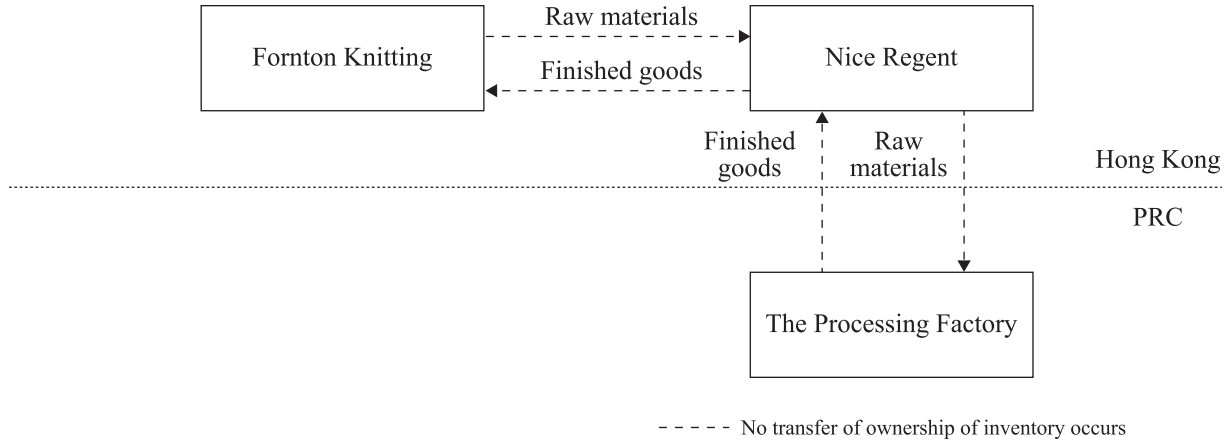 Raw materials
Fornton Knitting
Nice Regent
Finished goods
Finished
goods
Raw
materials
Hong Kong
PRC
The Processing Factory
No transfer of ownership of inventory occurs